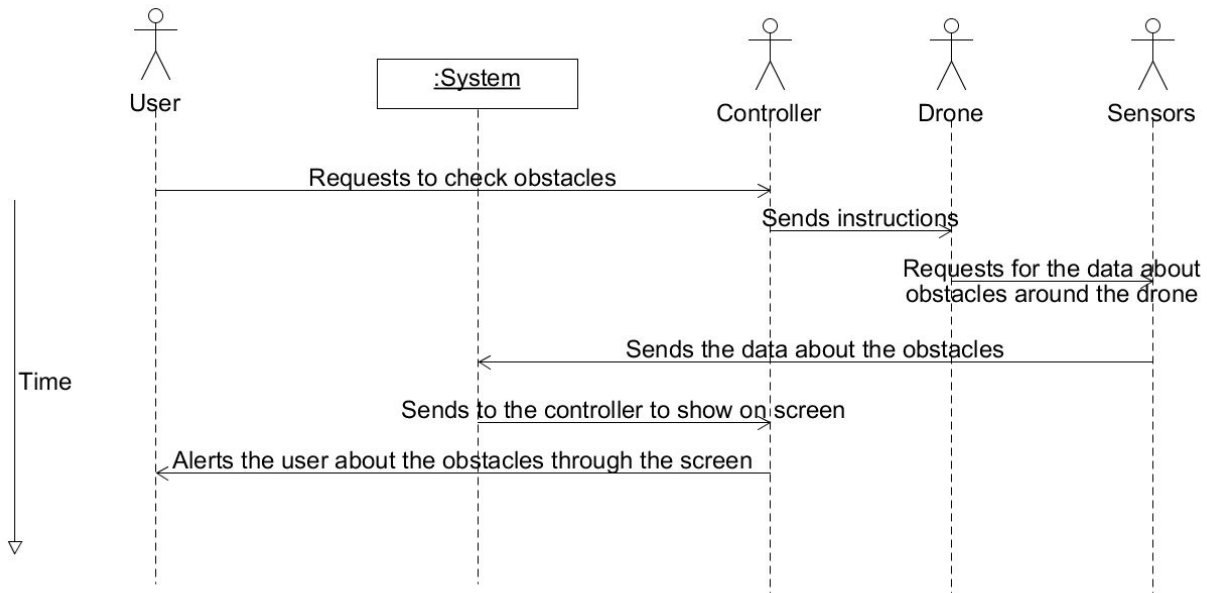 User
:System
Controller
Drone
Sensors
Requests to check obstacles
Sends instructions
Requests for the data about
obstacles around the drone
Sends the data about the obstacles
Time
Sends to the controller to show on screen
Alerts the user about the obstacles through the screen